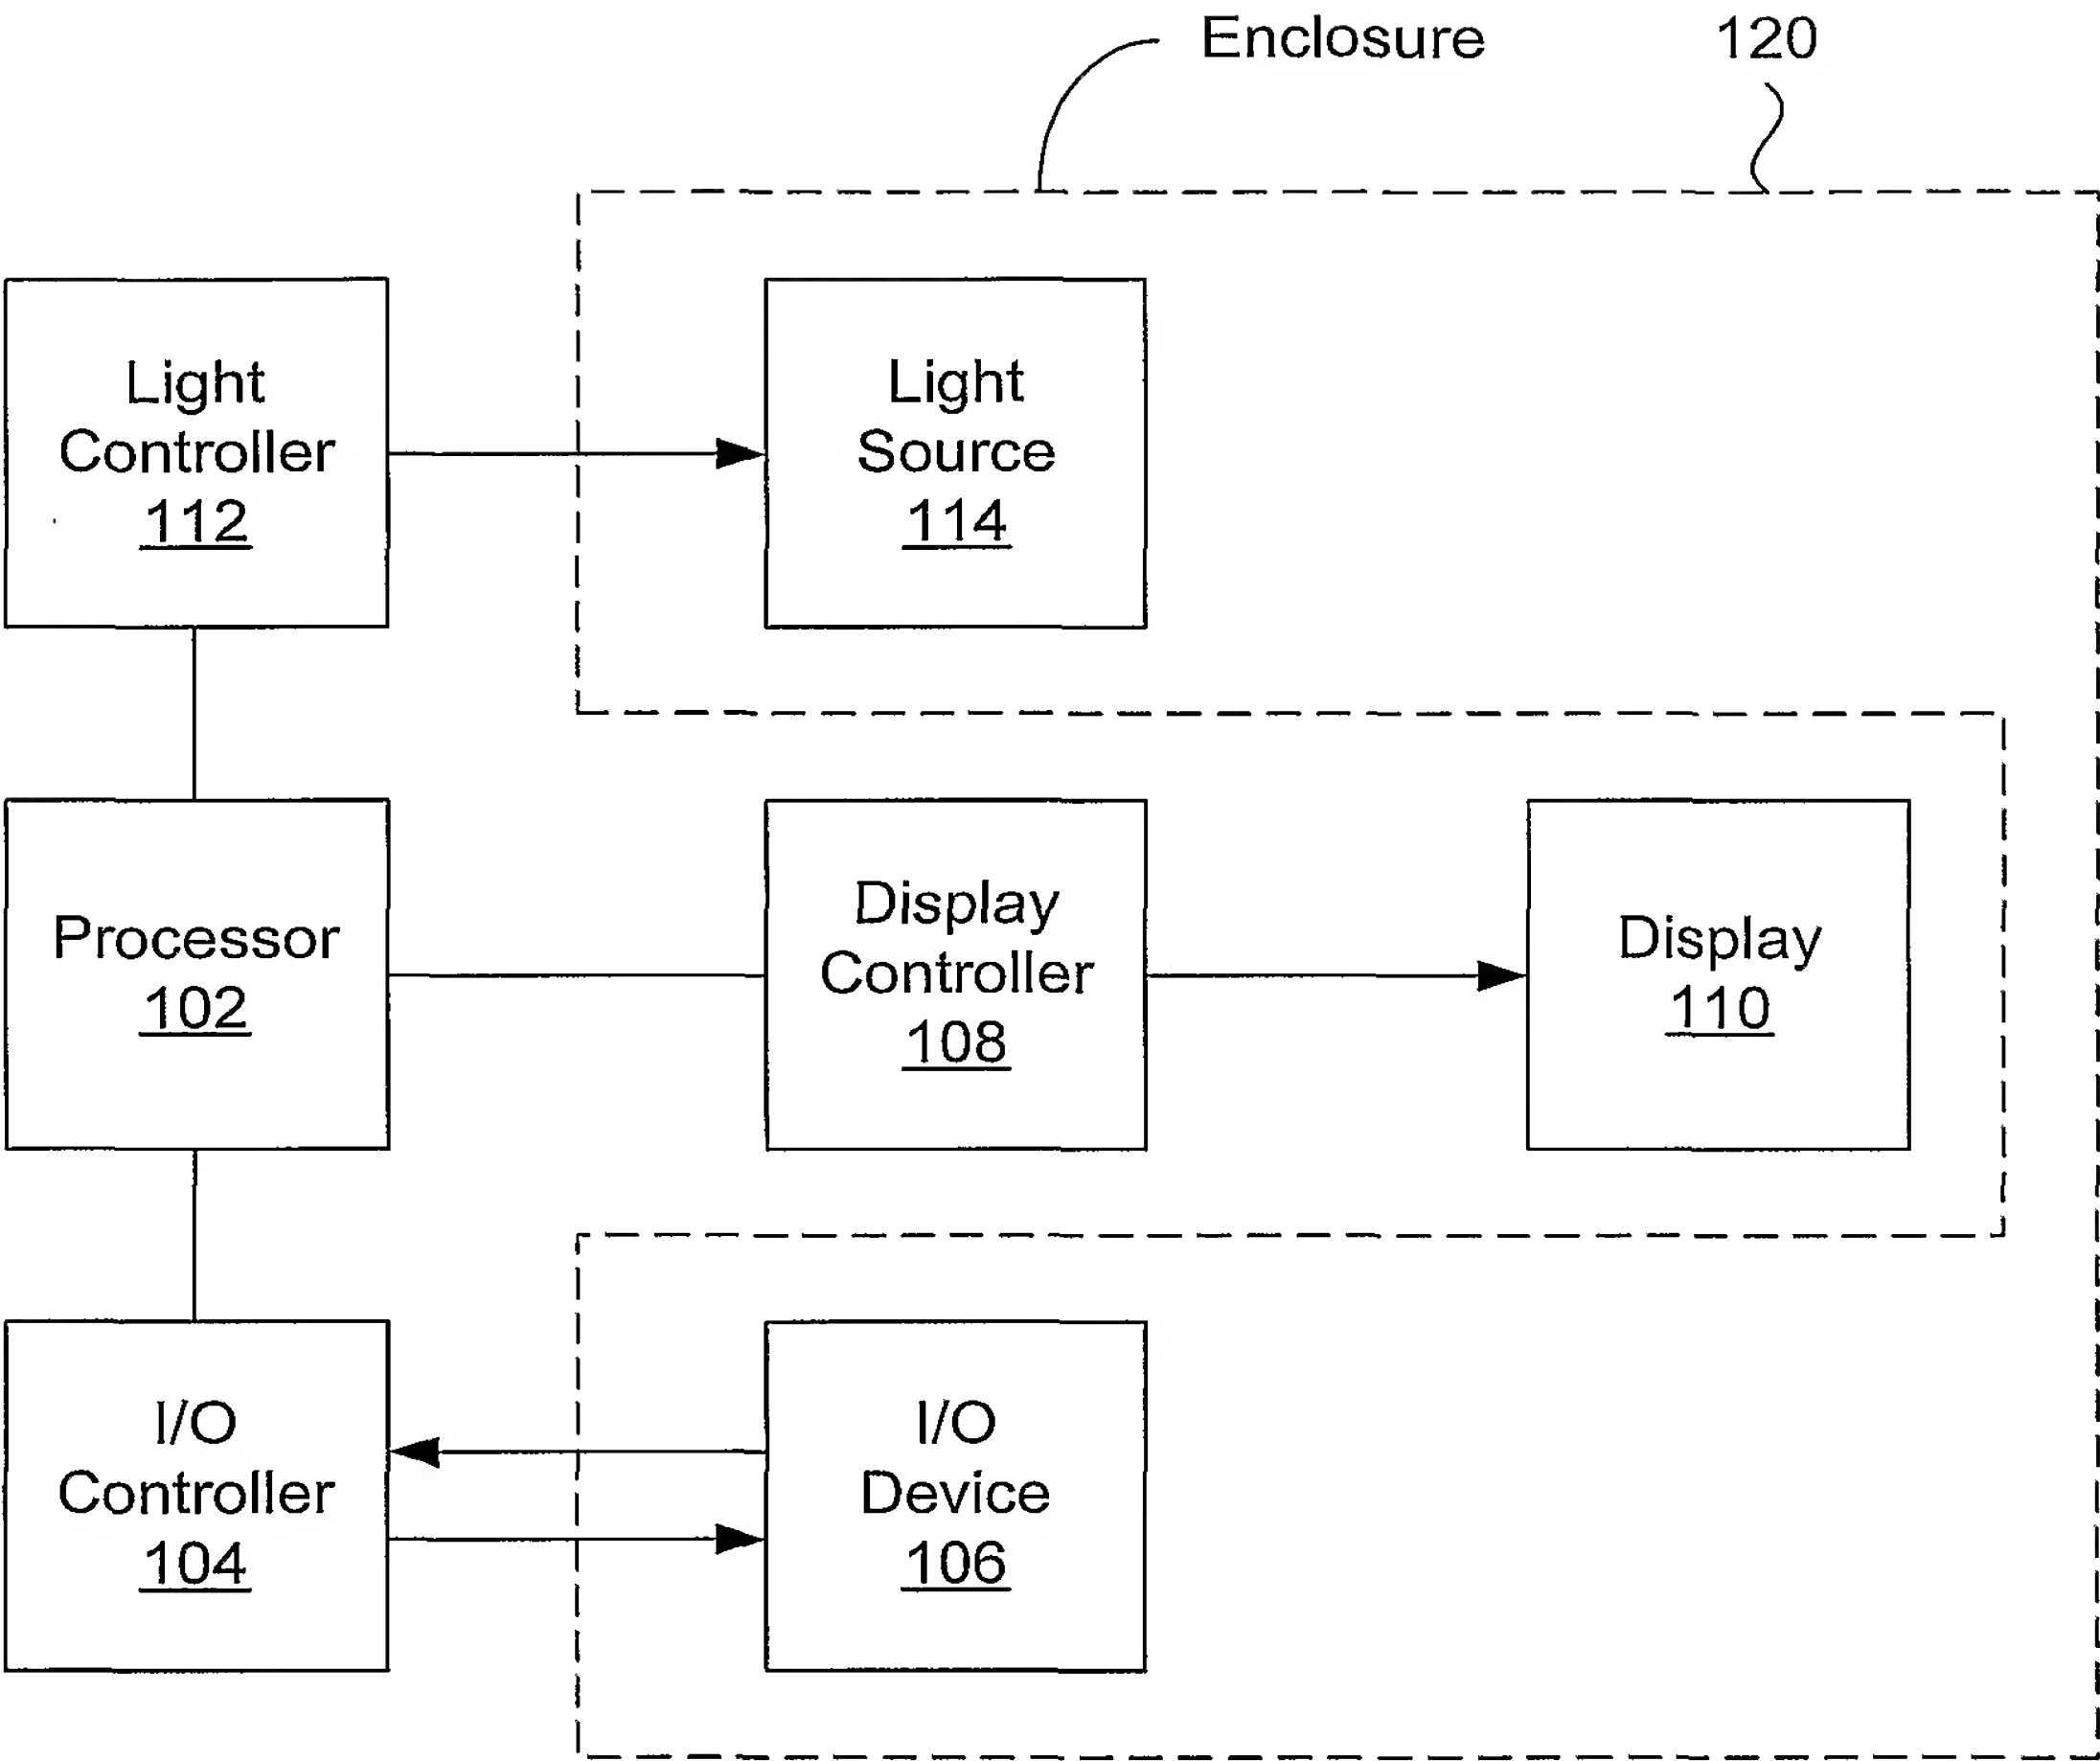 Enclosure
120
Light
Controller
112
Light
Source
114
Processor
102
Display
Controller
108
Display
110
I/O
Controller
104
I/O
Device
106